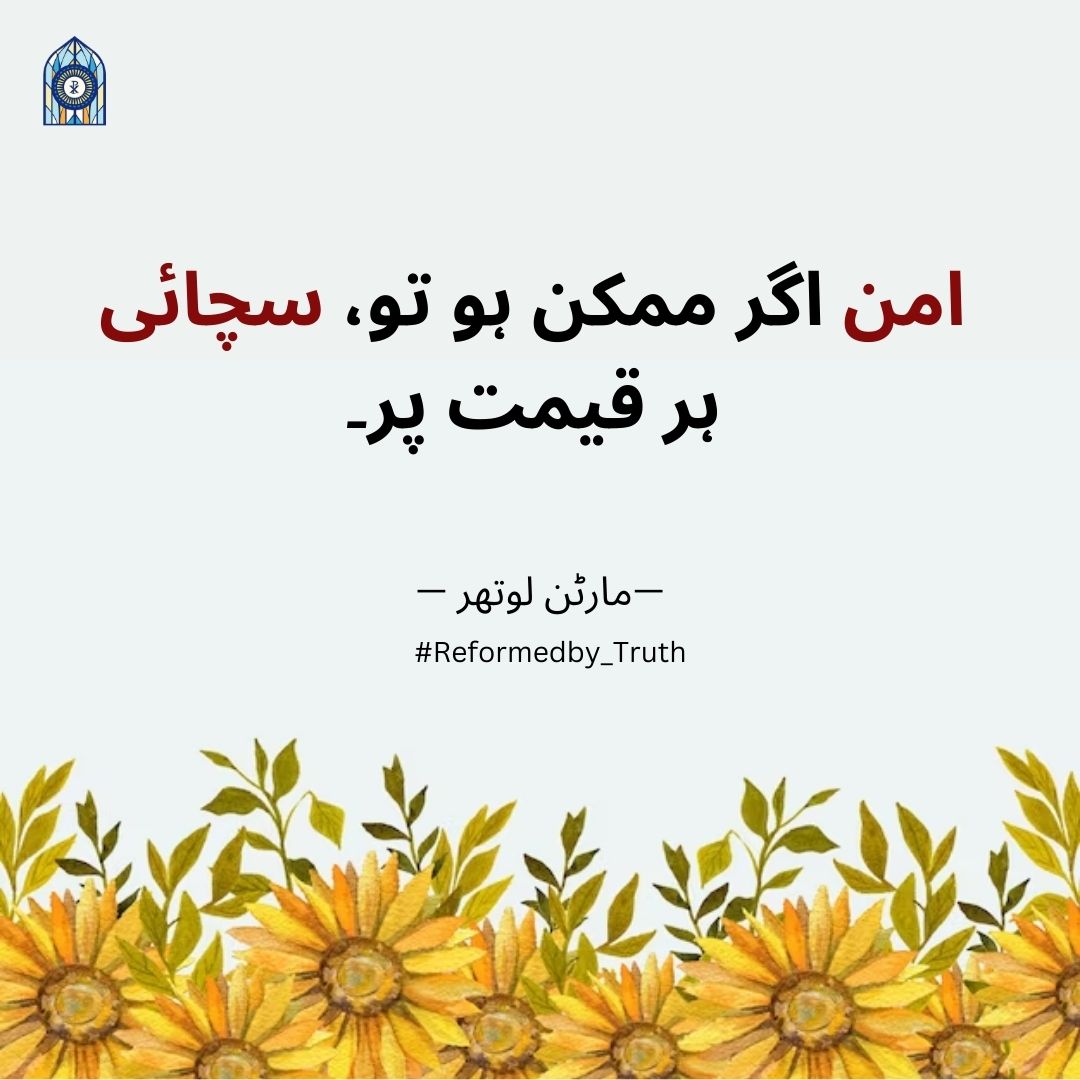 امن اگر ممکن ہو تو، سچائی
ہر قیمت پر۔
—مارٹن لوتھر —
#Reformedby_Truth